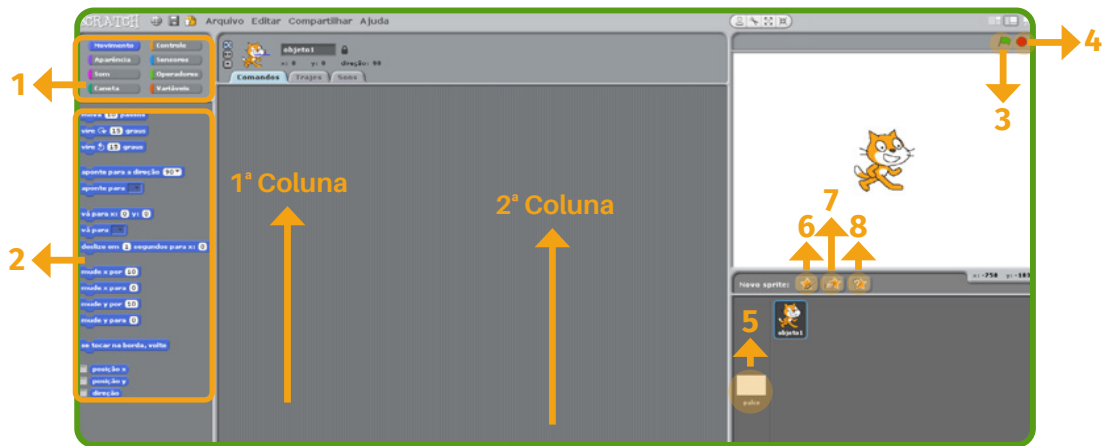 SCRATCH Arquivo Editar Compartilhar Ajuda
Movimento Controle
Aparência Sensores
Som Operadores
Caneta Variáveis
objeto1
x: 0 y: 0 direção: 90
Comandos Trajes Sons
mova 10 passos
vire 15 graus
vire 15 graus
aponte para a direção 90
aponte para
vá para x: 0 y: 0
vá para
deslize em 1 segundos para x: 0
mude x por 10
mude x para 0
mude y por 10
mude y para 0
se tocar na borda, volte
posição x
posição y
direção
1
2
1ª Coluna
2ª Coluna
3
4
6
7
8
x: -750 y: -181
Novo sprite:
5
objeto1
palco